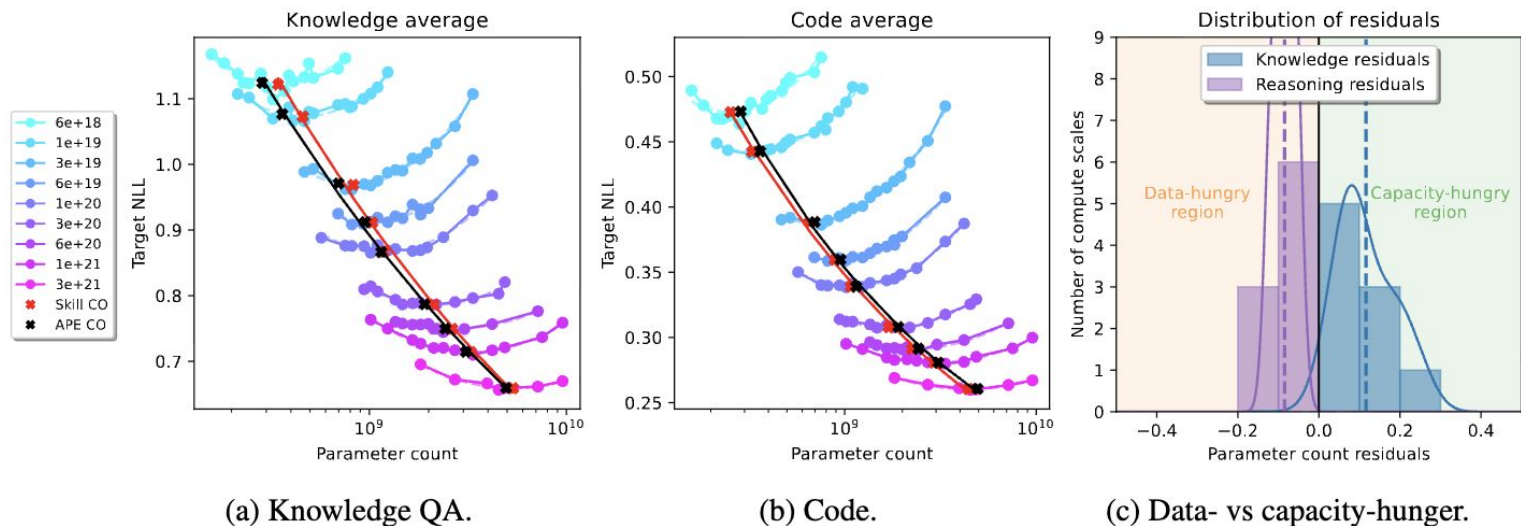 Knowledge average
Target NLL
1.1
1.0
0.9
0.8
0.7
10⁹
10¹⁰
Parameter count
6e+18
1e+19
3e+19
6e+19
1e+20
3e+20
6e+20
1e+21
3e+21
Skill CO
APE CO
(a) Knowledge QA.
Code average
Target NLL
0.50
0.45
0.40
0.35
0.30
0.25
10⁹
10¹⁰
Parameter count
(b) Code.
Distribution of residuals
Number of compute scales
9
8
7
6
5
4
3
2
1
0
Knowledge residuals
Reasoning residuals
Data-hungry
region
Capacity-hungry
region
−0.4
−0.2
0.0
0.2
0.4
Parameter count residuals
(c) Data- vs capacity-hunger.